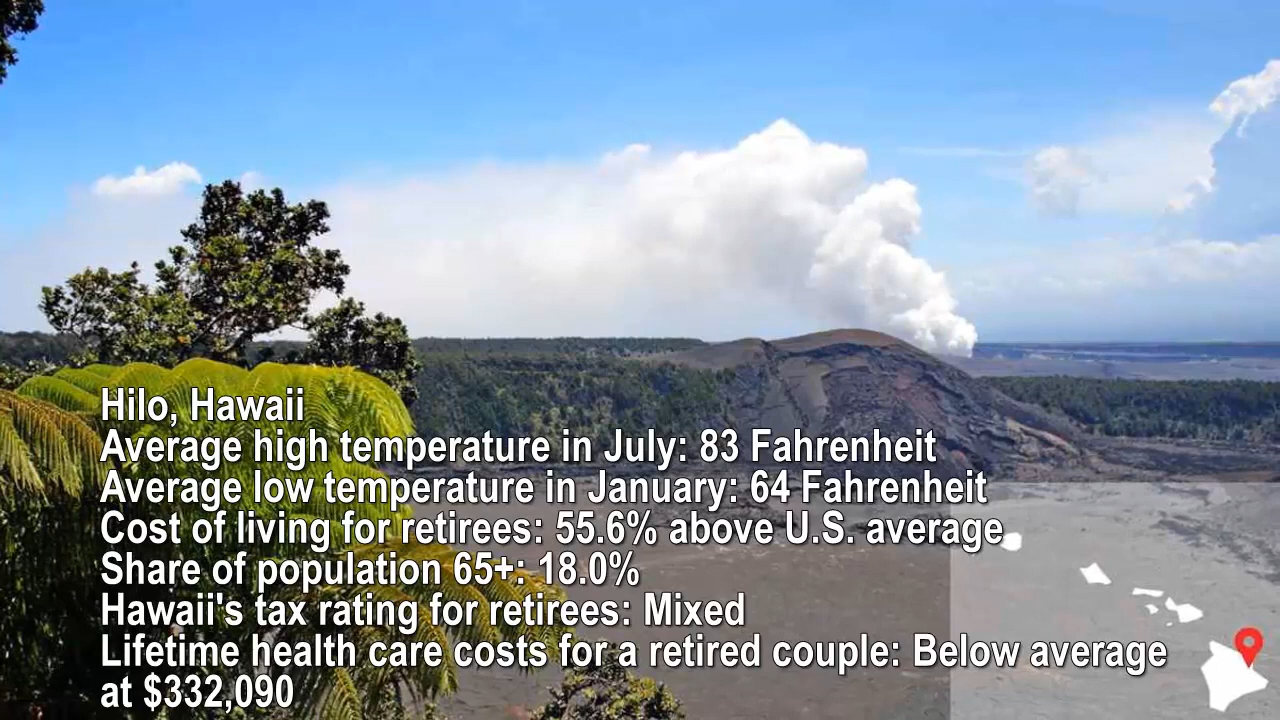 Hilo, Hawaii
Average high temperature in July: 83 Fahrenheit
Average low temperature in January: 64 Fahrenheit
Cost of living for retirees: 55.6% above U.S. average
Share of population 65+: 18.0%
Hawaii's tax rating for retirees: Mixed
Lifetime health care costs for a retired couple: Below average
at $332,090